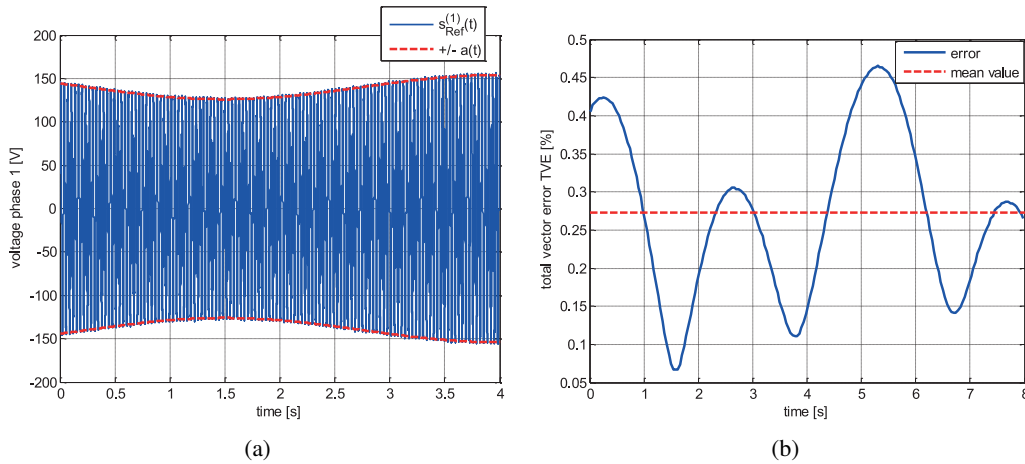 s_Ref^(1)(t)
+/- a(t)
200
150
100
50
0
-50
-100
-150
-200
voltage phase 1 [V]
0 0.5 1 1.5 2 2.5 3 3.5 4
time [s]
(a)
error
mean value
0.5
0.45
0.4
0.35
0.3
0.25
0.2
0.15
0.1
0.05
total vector error TVE [%]
0 1 2 3 4 5 6 7 8
time [s]
(b)